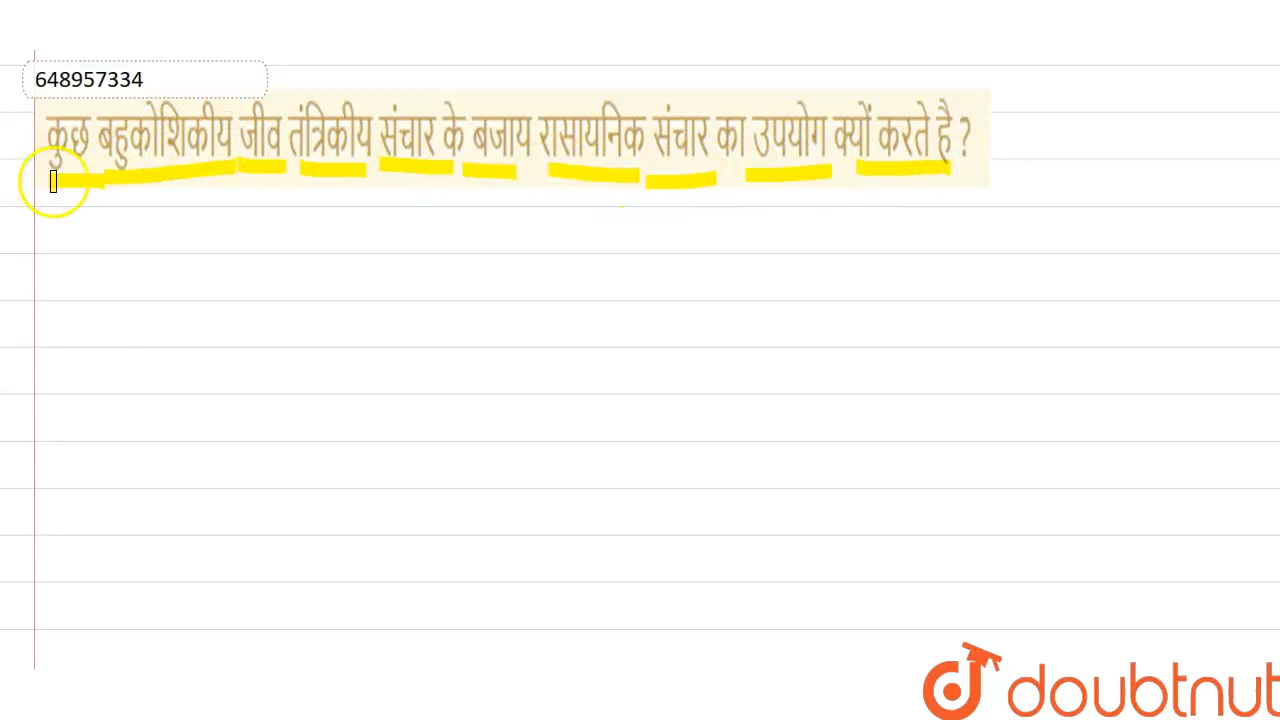 648957334
कुछ बहुकोशिकीय जीव तंत्रिकीय संचार के बजाय रासायनिक संचार का उपयोग क्यों करते है ?
doubtnut